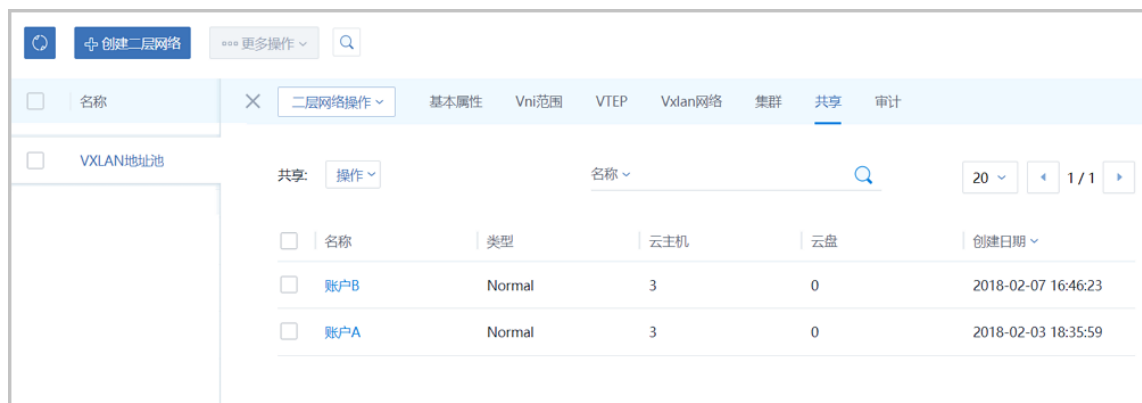 创建二层网络 更多操作
名称 二层网络操作 基本属性 Vni范围 VTEP Vxlan网络 集群 共享 审计
VXLAN地址池
共享: 操作 名称 20 1 / 1
名称 类型 云主机 云盘 创建日期
账户B Normal 3 0 2018-02-07 16:46:23
账户A Normal 3 0 2018-02-03 18:35:59